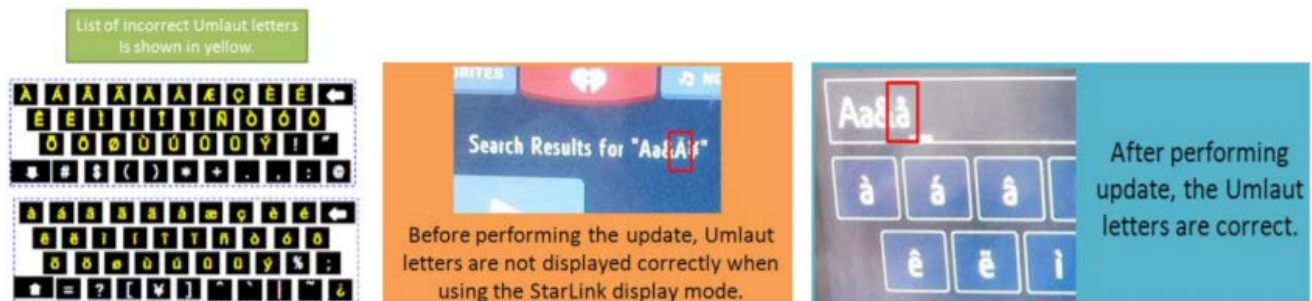 List of incorrect Umlaut letters
Is shown in yellow.
À Á Â Ã Ä Å Æ Ç È É
Ê Ë Ì Í Î Ï Ñ Ò Ó Ô
Õ Ö Ø Ù Ú Û Ü Ý ! "
# $ ( ) * + . , : @
à á â ã ä å æ ç è é
ê ë ì í î ï ñ ò ó ô
õ ö ø ù ú û ü ý % ;
= ? [ ¥ ] ^ ` | ~ ¿
ORITES
Search Results for "Aa&Ã¥"
Before performing the update, Umlaut
letters are not displayed correctly when
using the StarLink display mode.
Aa&å
à á â
ê ë ì
After performing
update, the Umlaut
letters are correct.